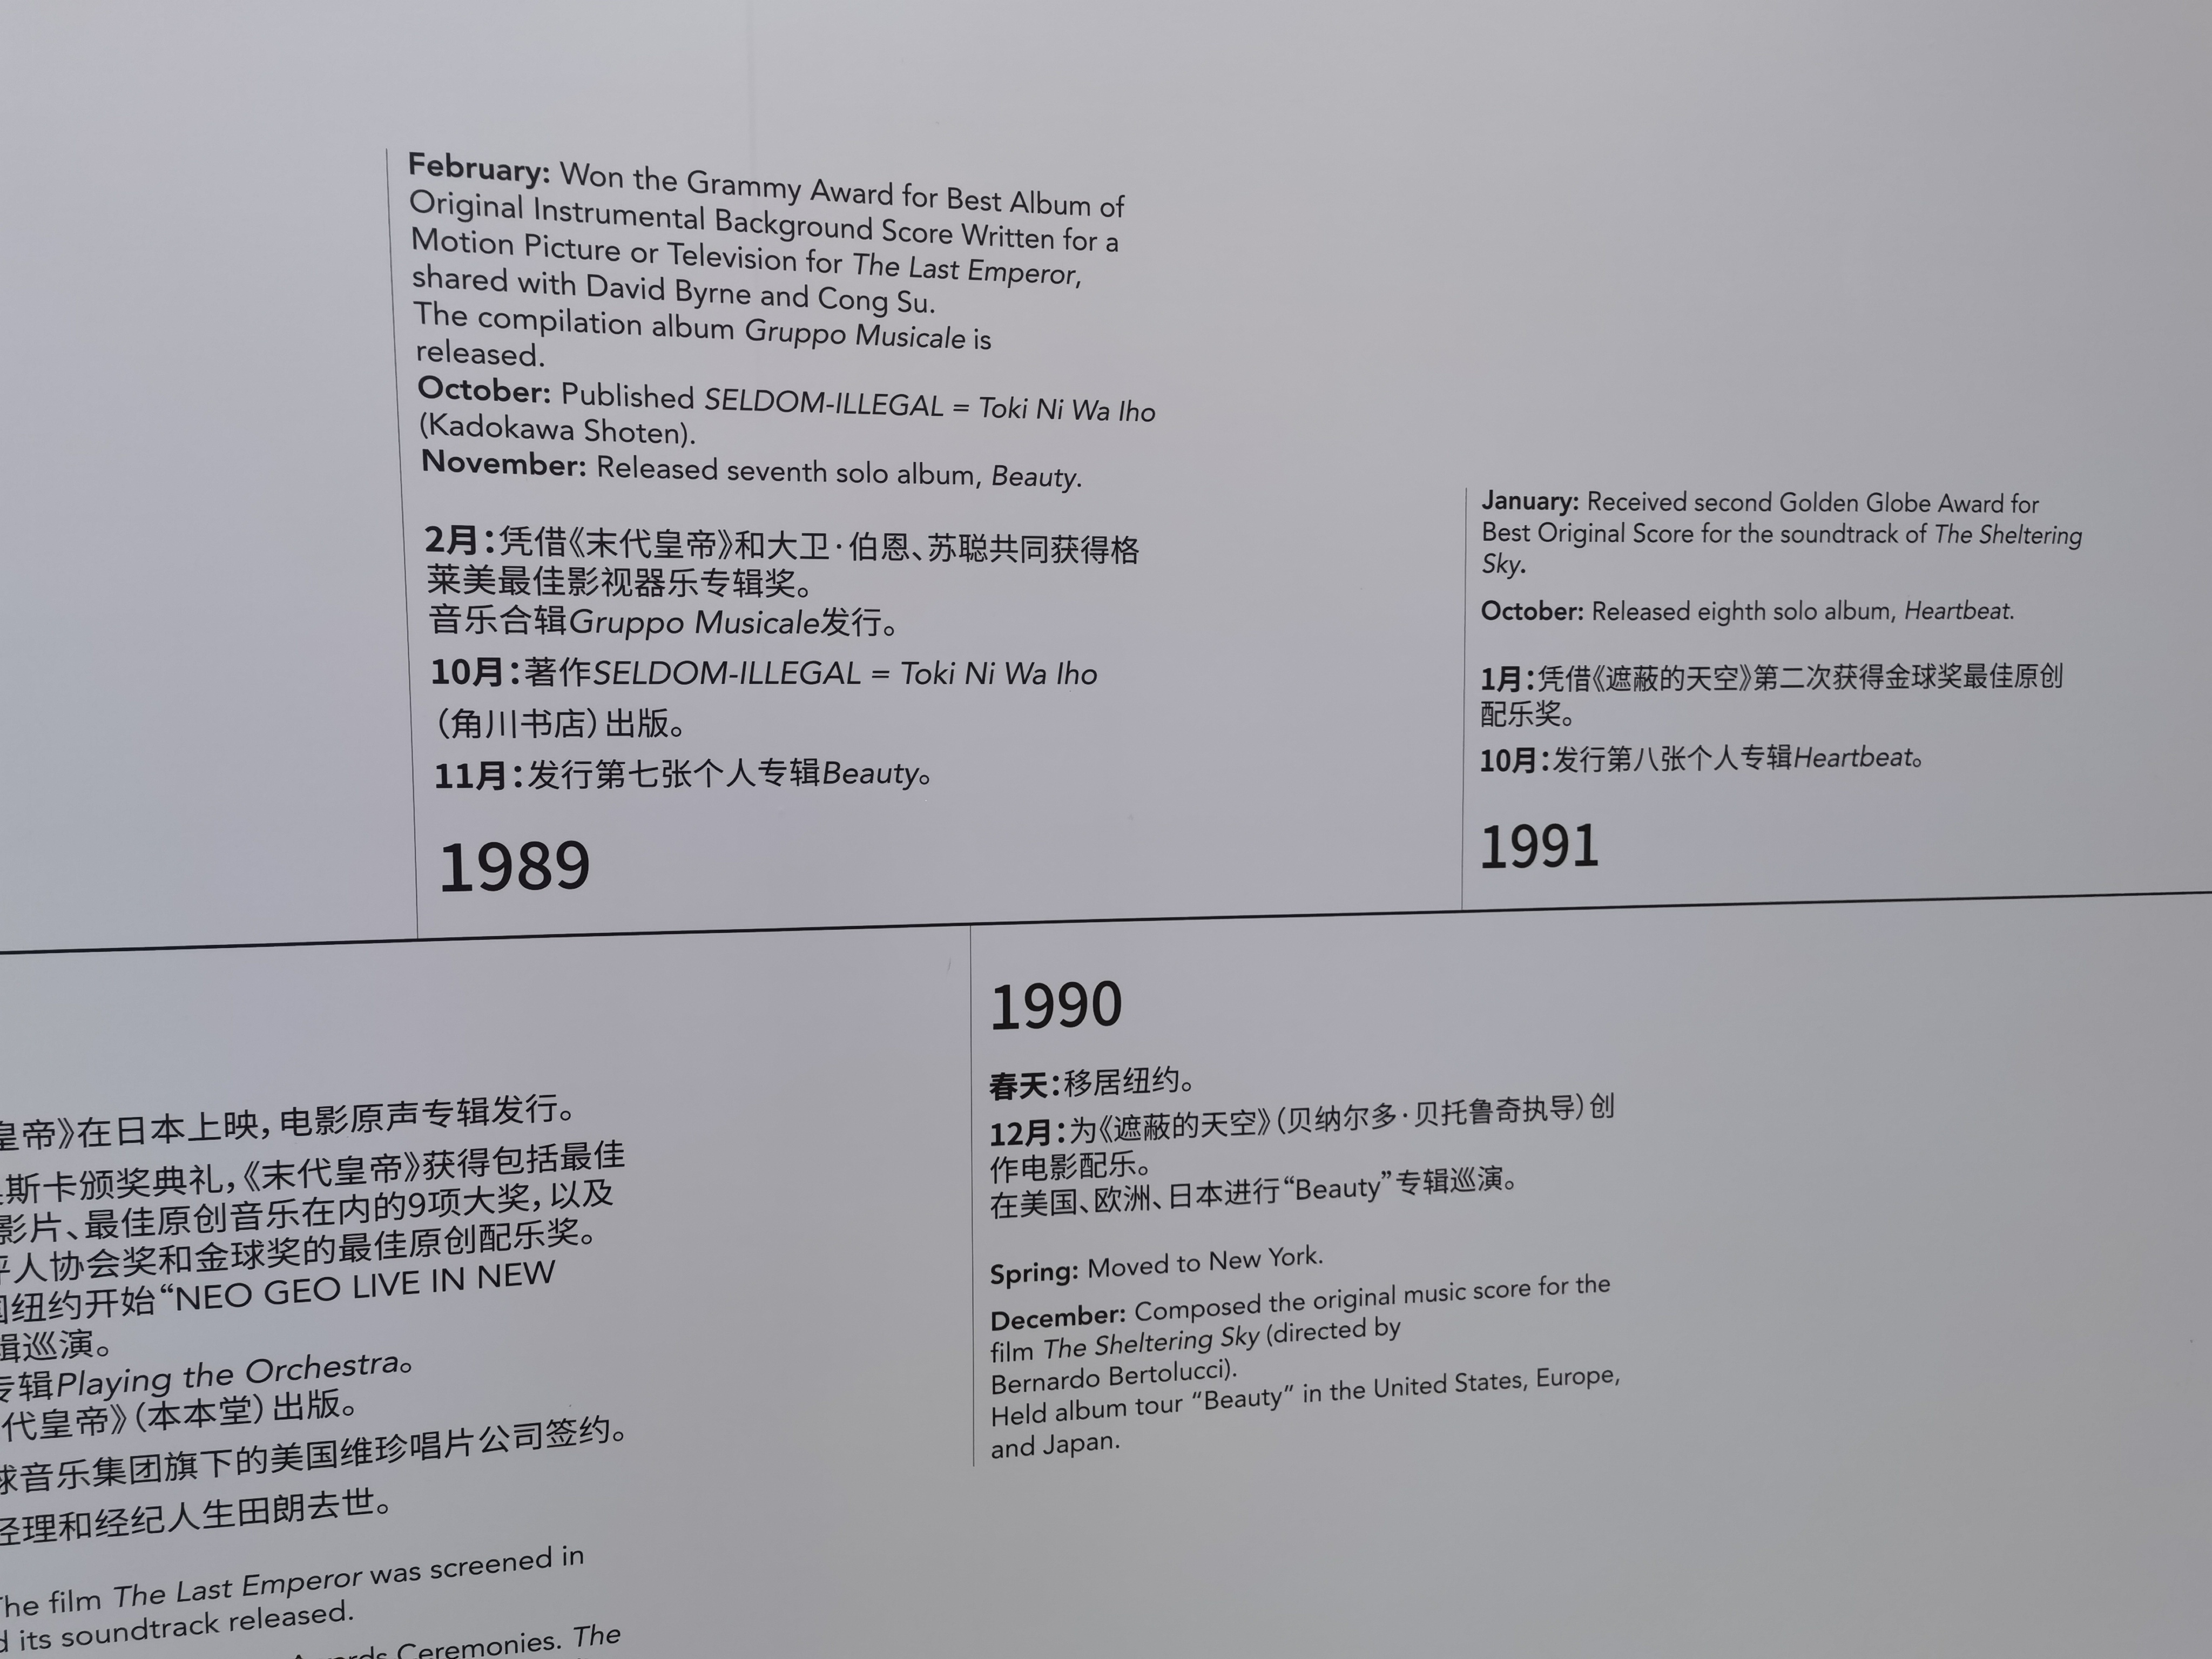 February: Won the Grammy Award for Best Album of
Original Instrumental Background Score Written for a
Motion Picture or Television for The Last Emperor,
shared with David Byrne and Cong Su.
The compilation album Gruppo Musicale is
released.
October: Published SELDOM-ILLEGAL = Toki Ni Wa Iho
(Kadokawa Shoten).
November: Released seventh solo album, Beauty.
2月：凭借《末代皇帝》和大卫·伯恩、苏聪共同获得格
莱美最佳影视器乐专辑奖。
音乐合辑Gruppo Musicale发行。
10月：著作SELDOM-ILLEGAL = Toki Ni Wa Iho
（角川书店）出版。
11月：发行第七张个人专辑Beauty。
1989
January: Received second Golden Globe Award for
Best Original Score for the soundtrack of The Sheltering
Sky.
October: Released eighth solo album, Heartbeat.
1月：凭借《遮蔽的天空》第二次获得金球奖最佳原创
配乐奖。
10月：发行第八张个人专辑Heartbeat。
1991
皇帝》在日本上映，电影原声专辑发行。
斯卡颁奖典礼，《末代皇帝》获得包括最佳
影片、最佳原创音乐在内的9项大奖，以及
评人协会奖和金球奖的最佳原创配乐奖。
纽约开始“NEO GEO LIVE IN NEW
辑巡演。
专辑Playing the Orchestra。
代皇帝》（本本堂）出版。
球音乐集团旗下的美国维珍唱片公司签约。
经理和经纪人生田朗去世。
The film The Last Emperor was screened in
d its soundtrack released.
Awards Ceremonies. The
1990
春天：移居纽约。
12月：为《遮蔽的天空》（贝纳尔多·贝托鲁奇执导）创
作电影配乐。
在美国、欧洲、日本进行“Beauty”专辑巡演。
Spring: Moved to New York.
December: Composed the original music score for the
film The Sheltering Sky (directed by
Bernardo Bertolucci).
Held album tour “Beauty” in the United States, Europe,
and Japan.